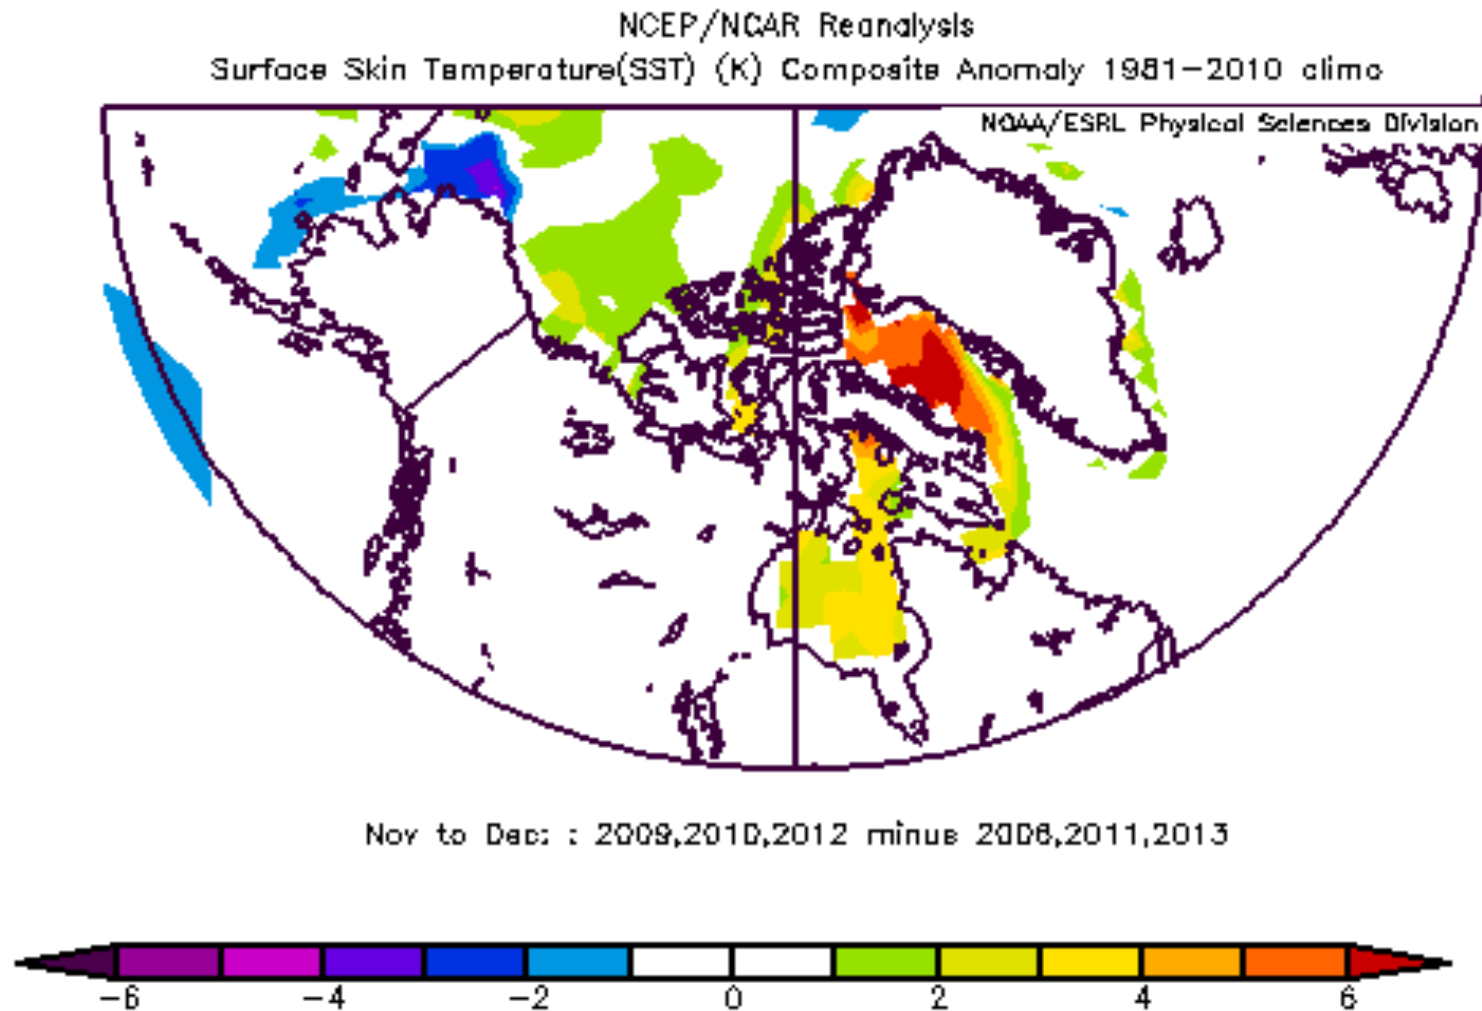 NCEP/NCAR Reanalysis
Surface Skin Temperature(SST) (K) Composite Anomaly 1981-2010 climo
NOAA/ESRL Physical Sciences Division
Nov to Dec: : 2009,2010,2012 minus 2006,2011,2013
-6 -4 -2 0 2 4 6